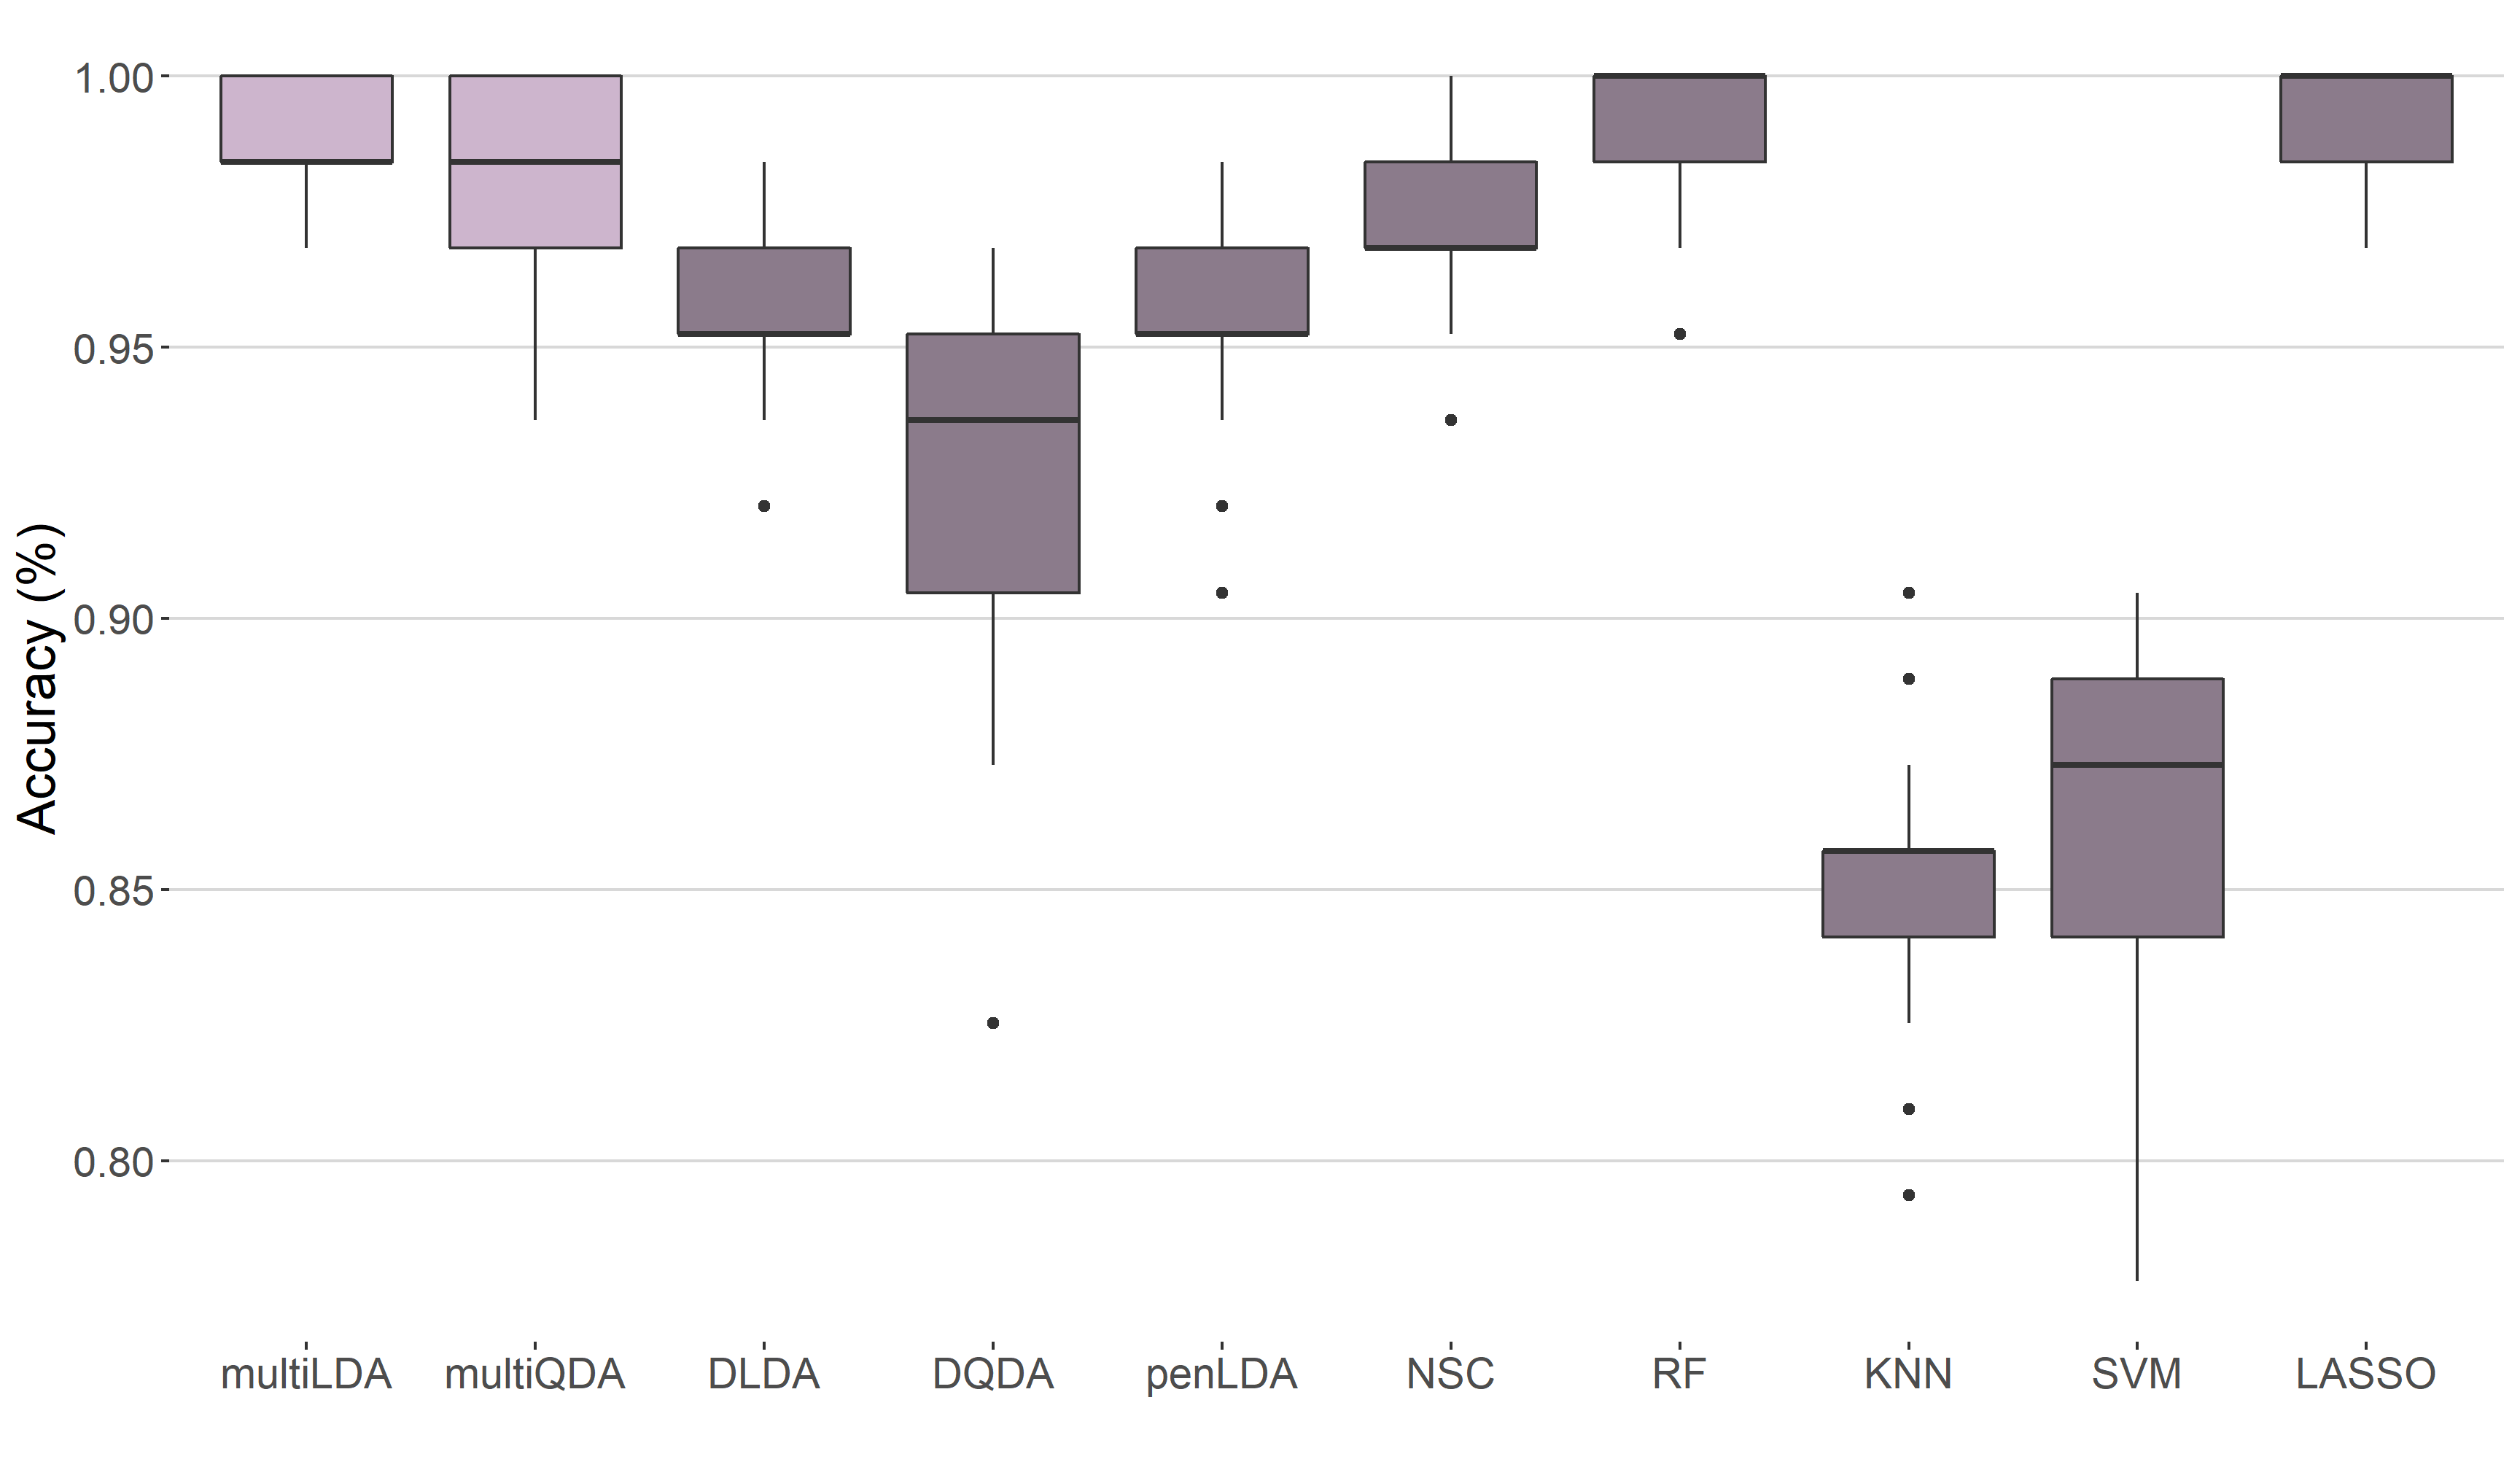 Accuracy (%)
1.00
0.95
0.90
0.85
0.80
multiLDA multiQDA DLDA DQDA penLDA NSC RF KNN SVM LASSO